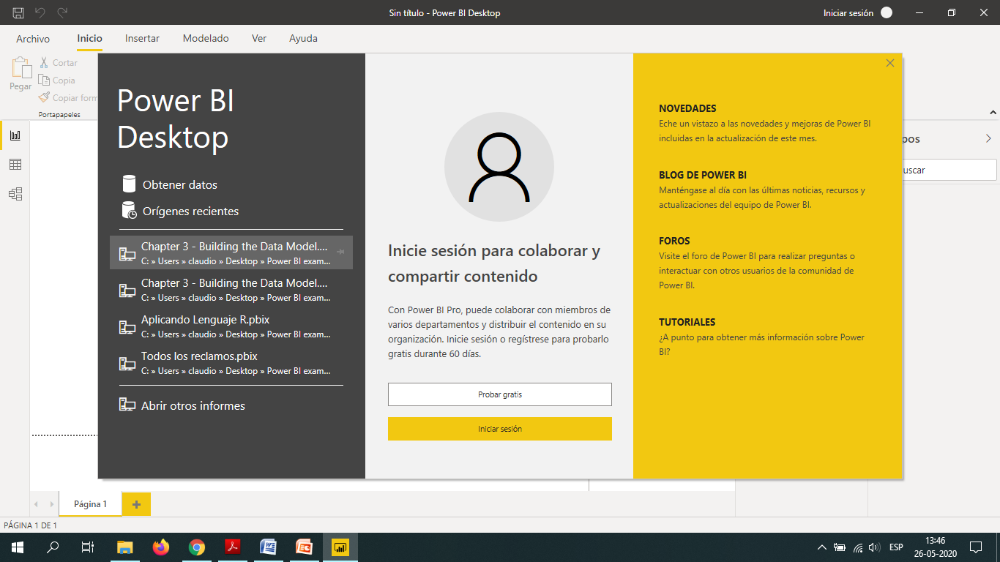 Sin título - Power BI Desktop
Iniciar sesión
Archivo
Inicio
Insertar
Modelado
Ver
Ayuda
Pegar
Cortar
Copia
Copiar form
Portapapeles
Power BI
Desktop
Obtener datos
Orígenes recientes
Chapter 3 - Building the Data Model....
C: » Users » claudio » Desktop » Power BI exam...
Chapter 3 - Building the Data Model....
C: » Users » claudio » Desktop » Power BI exam...
Aplicando Lenguaje R.pbix
C: » Users » claudio » Desktop » Power BI exam...
Todos los reclamos.pbix
C: » Users » claudio » Desktop » Power BI exam...
Abrir otros informes
Inicie sesión para colaborar y
compartir contenido
Con Power BI Pro, puede colaborar con miembros de
varios departamentos y distribuir el contenido en su
organización. Inicie sesión o regístrese para probarlo
gratis durante 60 días.
Probar gratis
Iniciar sesión
NOVEDADES
Eche un vistazo a las novedades y mejoras de Power BI
incluidas en la actualización de este mes.
BLOG DE POWER BI
Manténgase al día con las últimas noticias, recursos y
actualizaciones del equipo de Power BI.
FOROS
Visite el foro de Power BI para realizar preguntas o
interactuar con otros usuarios de la comunidad de
Power BI.
TUTORIALES
¿A punto para obtener más información sobre Power
BI?
pos
uscar
Página 1
PÁGINA 1 DE 1
ESP
13:46
26-05-2020